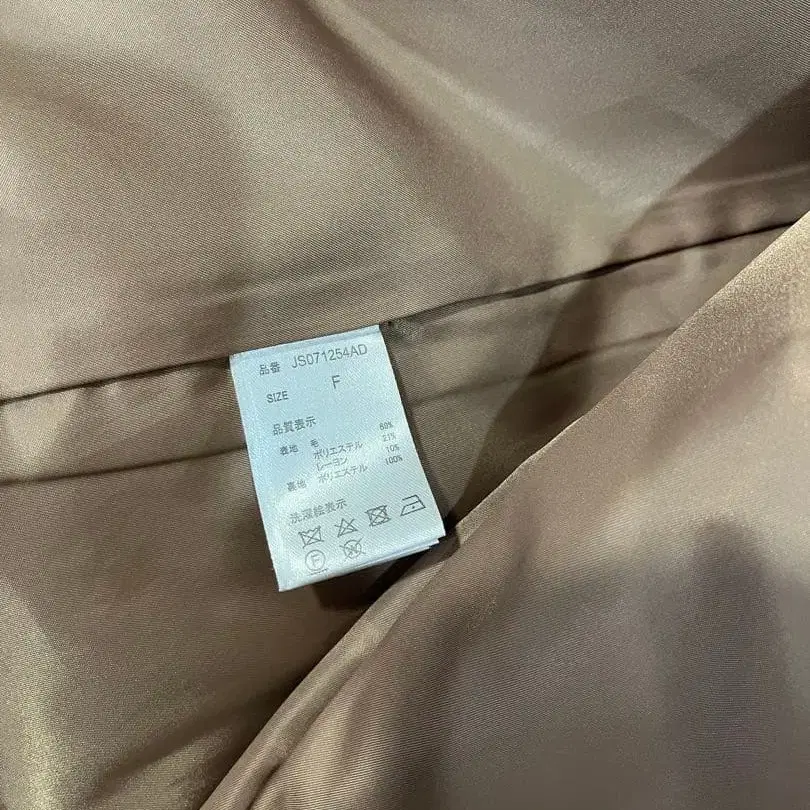 品番 JS071254AD
SIZE F
品質表示
表地 毛 60%
ポリエステル 21%
レーヨン 10%
裏地 ポリエステル 100%
洗濯絵表示
F
W